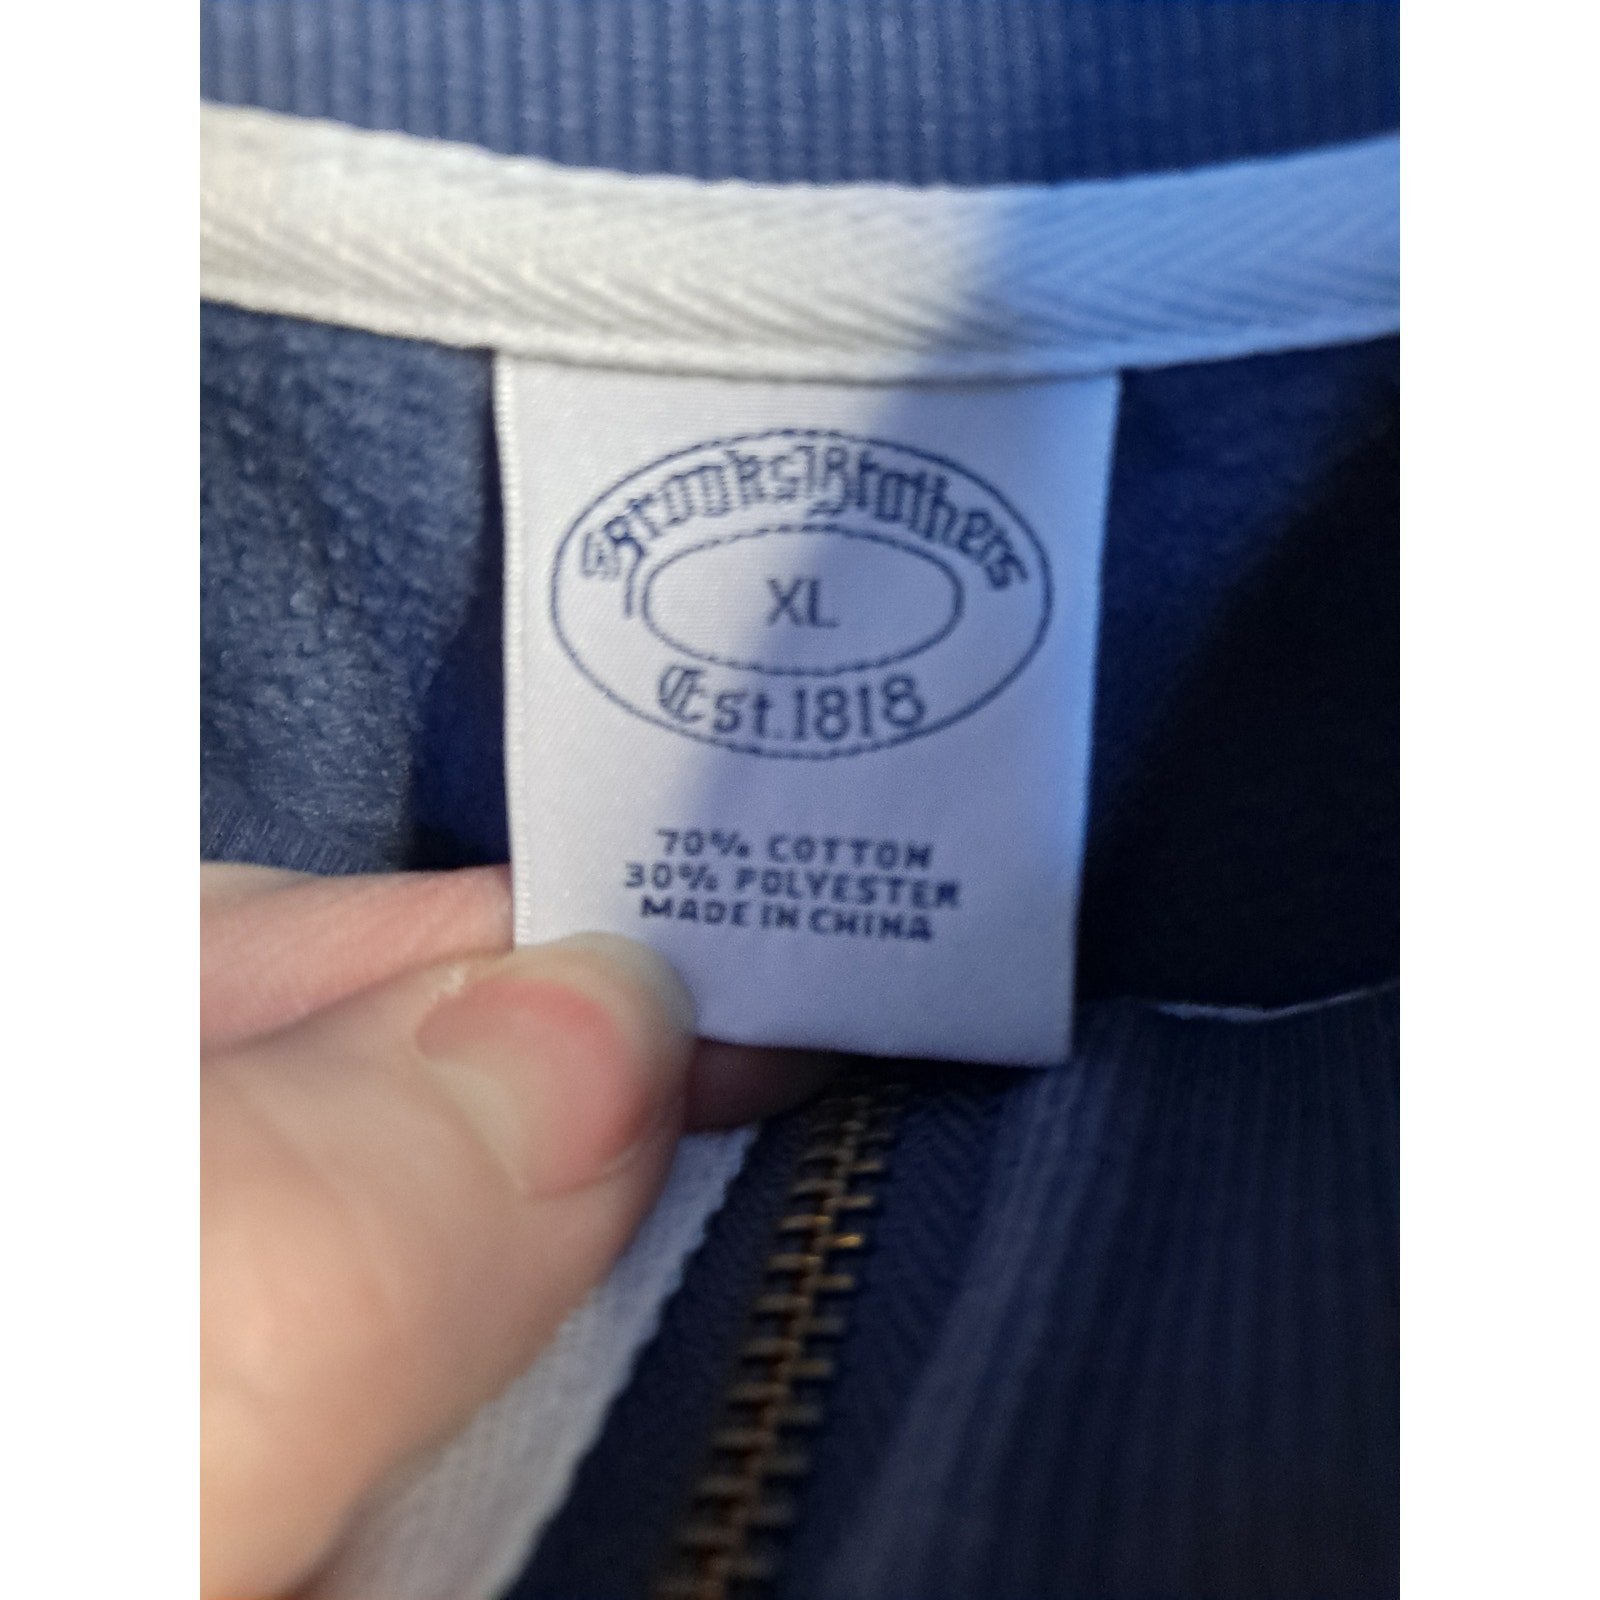 Brooks Brothers
XL
Est. 1818
70% COTTON
30% POLYESTER
MADE IN CHINA